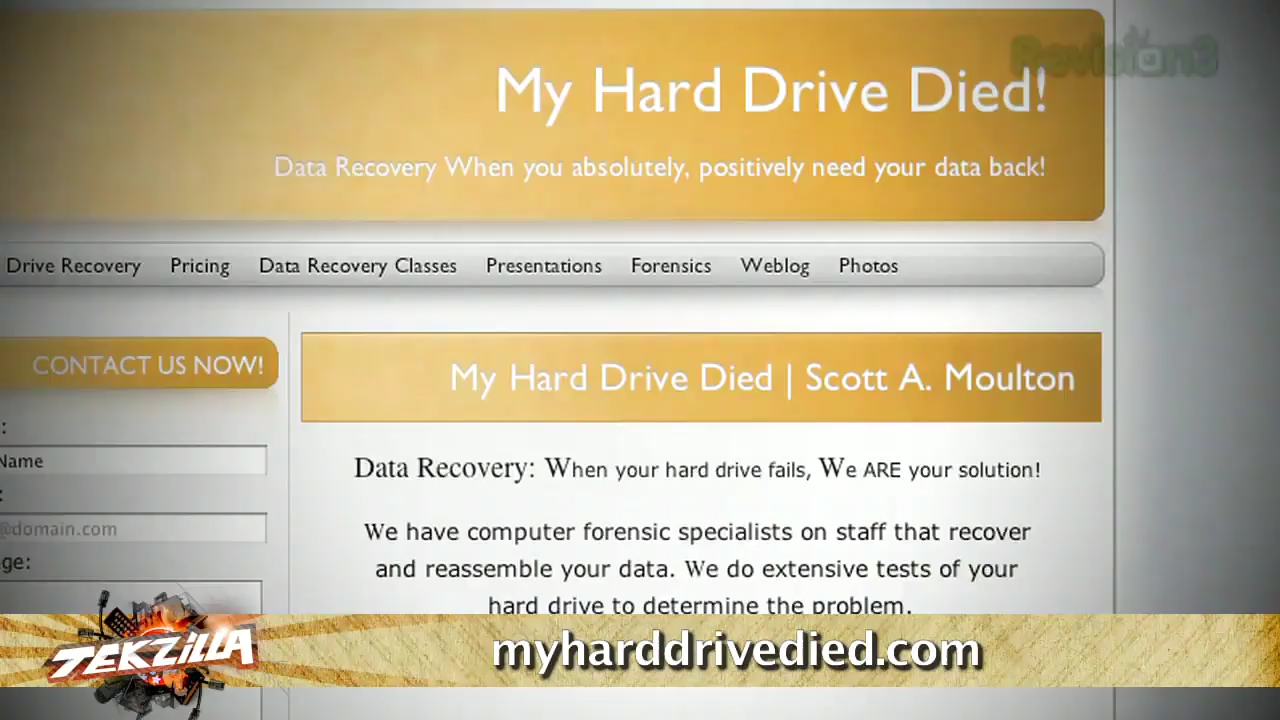 Revision3
My Hard Drive Died!
Data Recovery When you absolutely, positively need your data back!
Drive Recovery Pricing Data Recovery Classes Presentations Forensics Weblog Photos
CONTACT US NOW!
My Hard Drive Died | Scott A. Moulton
:
Name
:
@domain.com
ge:
Data Recovery: When your hard drive fails, We ARE your solution!
We have computer forensic specialists on staff that recover
and reassemble your data. We do extensive tests of your
hard drive to determine the problem.
TEKZILLA
myharddrivedied.com